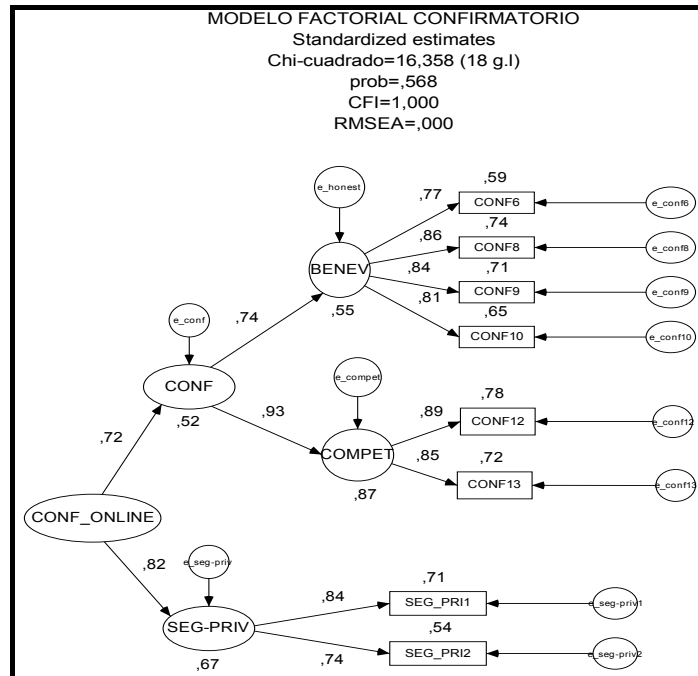 MODELO FACTORIAL CONFIRMATORIO
Standardized estimates
Chi-cuadrado=16,358 (18 g.l)
prob=,568
CFI=1,000
RMSEA=,000
e_honest
,59
,77
CONF6
e_conf6
,74
,86
CONF8
e_conf8
BENEV
,84
,71
CONF9
e_conf9
,55
,81
,65
CONF10
e_conf10
e_conf
,74
CONF
,52
e_compet
,78
,93
,89
CONF12
e_conf12
COMPET
,85
,72
CONF13
e_conf13
,87
,72
CONF_ONLINE
,82
e_seg-priv
,71
,84
SEG_PRI1
e_seg-priv1
SEG-PRIV
,54
SEG_PRI2
e_seg-priv2
,67
,74